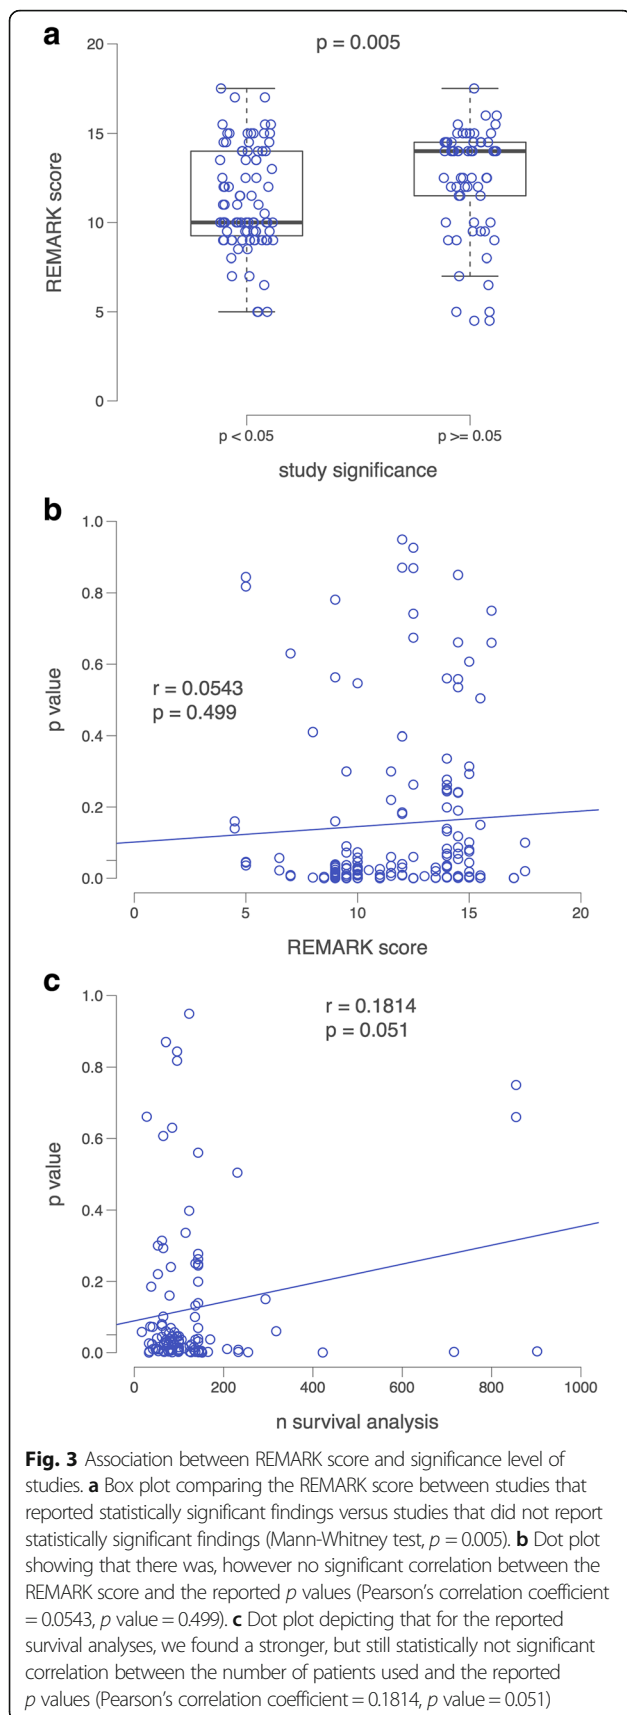 a
p = 0.005
20
15
10
5
0
REMARK score
p < 0.05
p >= 0.05
study significance
b
1.0
0.8
0.6
0.4
0.2
0.0
p value
r = 0.0543
p = 0.499
0
5
10
15
20
REMARK score
c
1.0
0.8
0.6
0.4
0.2
0.0
p value
r = 0.1814
p = 0.051
0
200
400
600
800
1000
n survival analysis
Fig. 3 Association between REMARK score and significance level of
studies. a Box plot comparing the REMARK score between studies that
reported statistically significant findings versus studies that did not report
statistically significant findings (Mann-Whitney test, p = 0.005). b Dot plot
showing that there was, however no significant correlation between the
REMARK score and the reported p values (Pearson's correlation coefficient
= 0.0543, p value = 0.499). c Dot plot depicting that for the reported
survival analyses, we found a stronger, but still statistically not significant
correlation between the number of patients used and the reported
p values (Pearson's correlation coefficient = 0.1814, p value = 0.051)